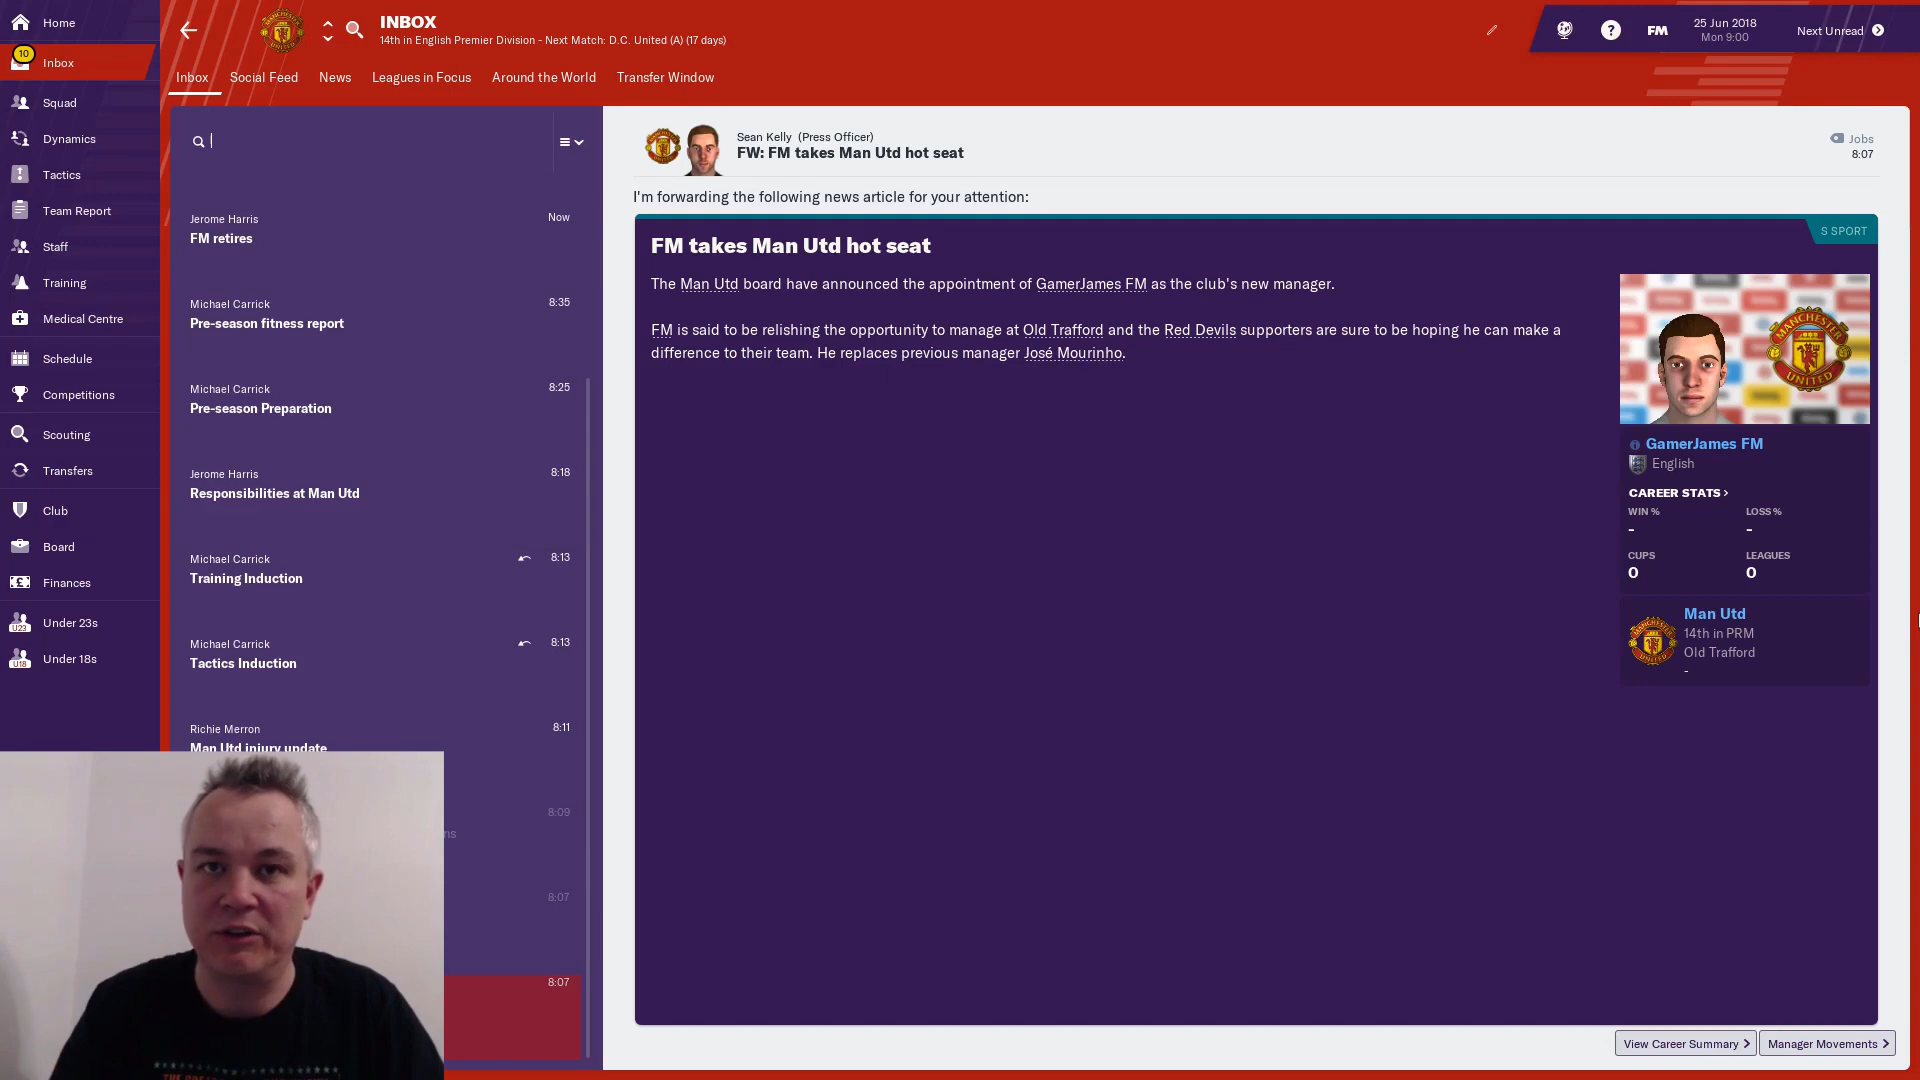 Home
10
Inbox
Squad
Dynamics
Tactics
Team Report
Staff
Training
Medical Centre
Schedule
Competitions
Scouting
Transfers
Club
Board
Finances
U23
Under 23s
U18
Under 18s
INBOX
14th in English Premier Division - Next Match: D.C. United (A) (17 days)
?
FM
25 Jun 2018
Mon 9:00
Next Unread
Inbox
Social Feed
News
Leagues in Focus
Around the World
Transfer Window
Jerome Harris
Now
FM retires
Michael Carrick
8:35
Pre-season fitness report
Michael Carrick
8:25
Pre-season Preparation
Jerome Harris
8:18
Responsibilities at Man Utd
Michael Carrick
8:13
Training Induction
Michael Carrick
8:13
Tactics Induction
Richie Merron
8:11
Man Utd injury update
8:09
ns
8:07
8:07
Sean Kelly (Press Officer)
FW: FM takes Man Utd hot seat
Jobs
8:07
I'm forwarding the following news article for your attention:
S SPORT
FM takes Man Utd hot seat
The Man Utd board have announced the appointment of GamerJames FM as the club's new manager.
FM is said to be relishing the opportunity to manage at Old Trafford and the Red Devils supporters are sure to be hoping he can make a
difference to their team. He replaces previous manager José Mourinho.
MANCHESTER
UNITED
GamerJames FM
English
CAREER STATS
WIN %
LOSS %
-
-
CUPS
LEAGUES
0
0
Man Utd
14th in PRM
Old Trafford
-
View Career Summary
Manager Movements